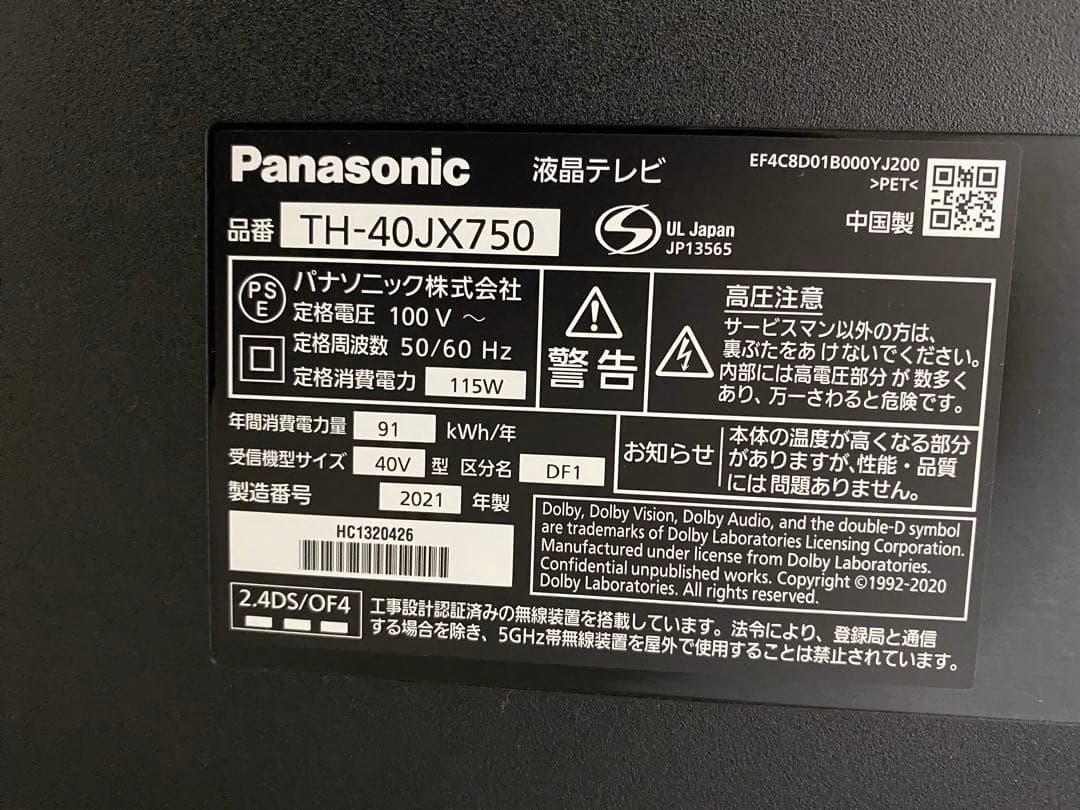 Panasonic 液晶テレビ
EF4C8D01B000YJ200
>PET<
品番 TH-40JX750
UL Japan
JP13565
中国製
PS
E
パナソニック株式会社
定格電圧 100 V ～
定格周波数 50/60 Hz
定格消費電力 115W
警告
高圧注意
サービスマン以外の方は、
裏ぶたをあけないでください。
内部には高電圧部分が数多く
あり、万一さわると危険です。
年間消費電力量 91 kWh/年
受信機型サイズ 40V 型 区分名 DF1
製造番号 2021 年製
HC1320426
お知らせ
本体の温度が高くなる部分
がありますが、性能・品質
には問題ありません。
Dolby, Dolby Vision, Dolby Audio, and the double-D symbol
are trademarks of Dolby Laboratories Licensing Corporation.
Manufactured under license from Dolby Laboratories.
Confidential unpublished works. Copyright ©1992-2020
Dolby Laboratories. All rights reserved.
2.4DS/OF4
工事設計認証済みの無線装置を搭載しています。法令により、登録局と通信
する場合を除き、5GHz帯無線装置を屋外で使用することは禁止されています。